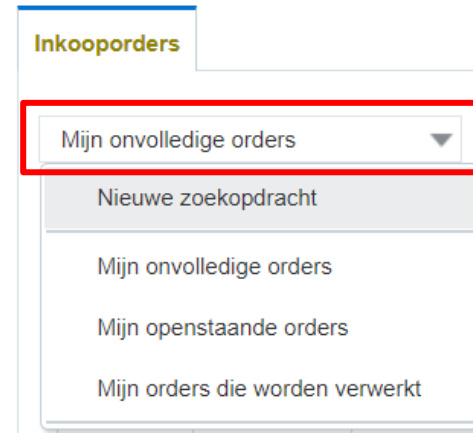 Inkooporders
Mijn onvolledige orders
Nieuwe zoekopdracht
Mijn onvolledige orders
Mijn openstaande orders
Mijn orders die worden verwerkt